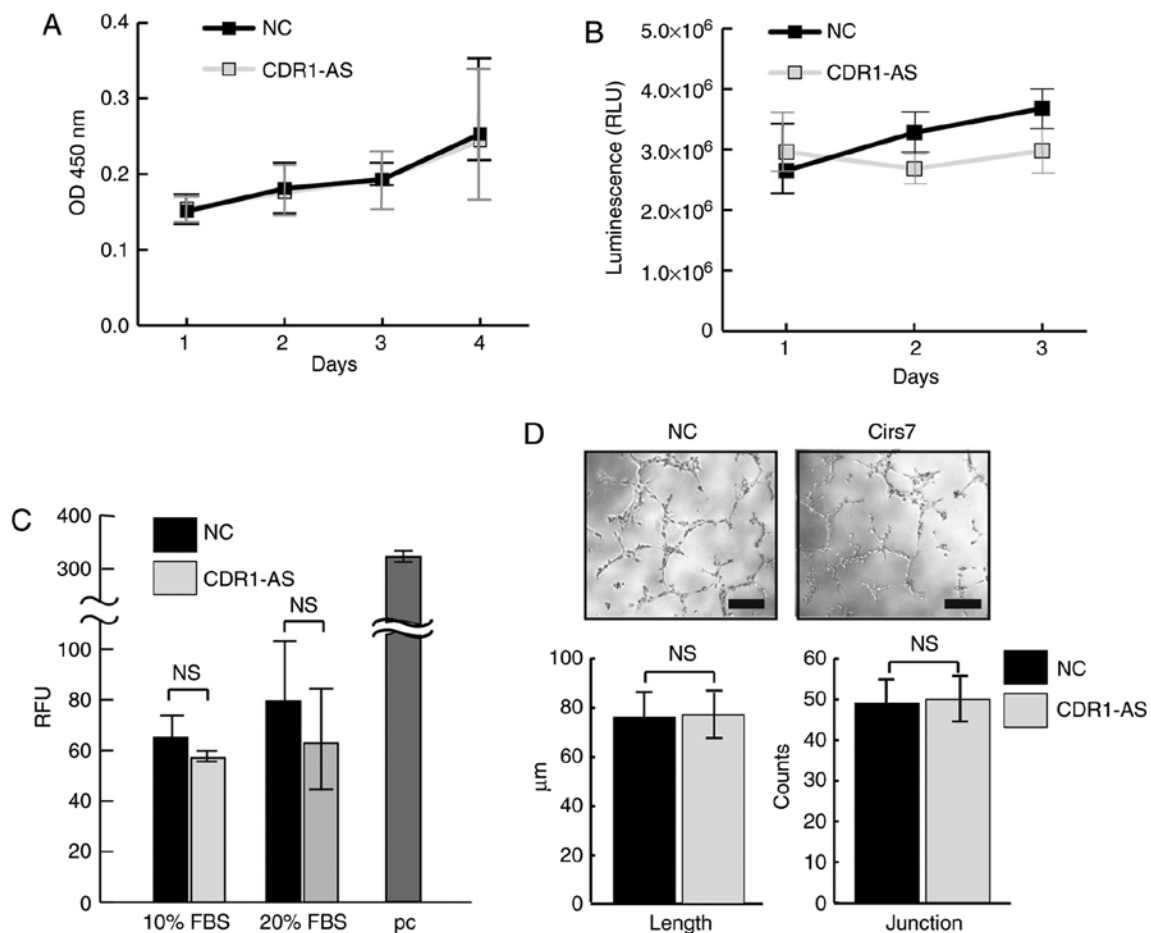 A
0.4
0.3
0.2
0.1
0.0
OD 450 nm
NC
CDR1-AS
1 2 3 4
Days
B
5.0×10⁶
4.0×10⁶
3.0×10⁶
2.0×10⁶
1.0×10⁶
0
Luminescence (RLU)
NC
CDR1-AS
1 2 3
Days
C
400
300
100
80
60
40
20
0
RFU
NC
CDR1-AS
NS
NS
10% FBS 20% FBS pc
D
NC Cirs7
100
80
60
40
20
0
µm
NS
Length
60
50
40
30
20
10
0
Counts
NS
Junction
NC
CDR1-AS